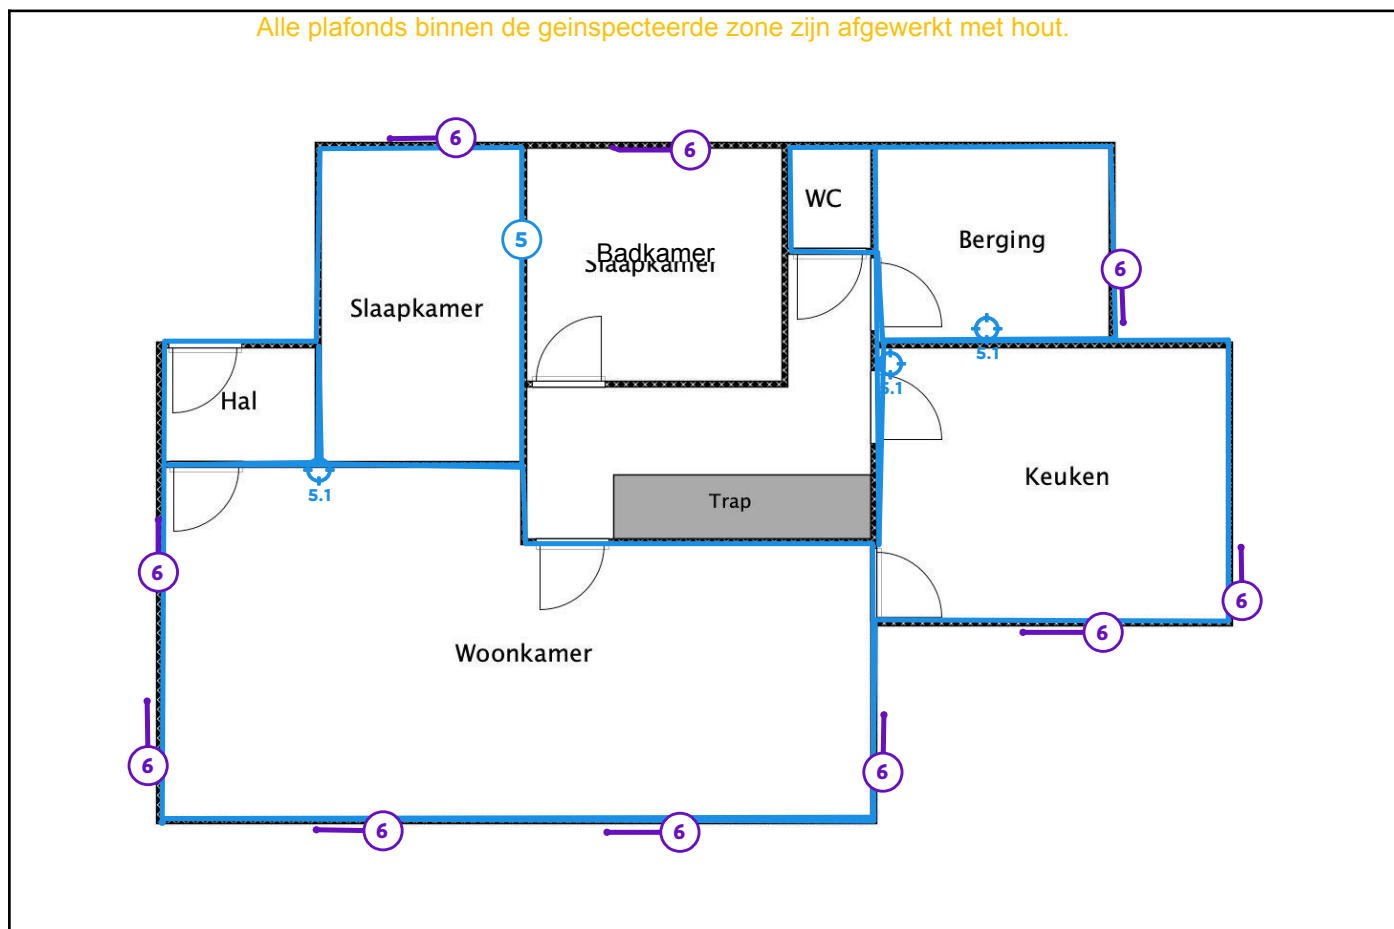 Alle plafonds binnen de geinspecteerde zone zijn afgewerkt met hout.
6
6
WC
5
Berging
Badkamer
Slaapkamer
6
Slaapkamer
5.1
5.1
Hal
Keuken
5.1
Trap
6
6
6
Woonkamer
6
6
6
6